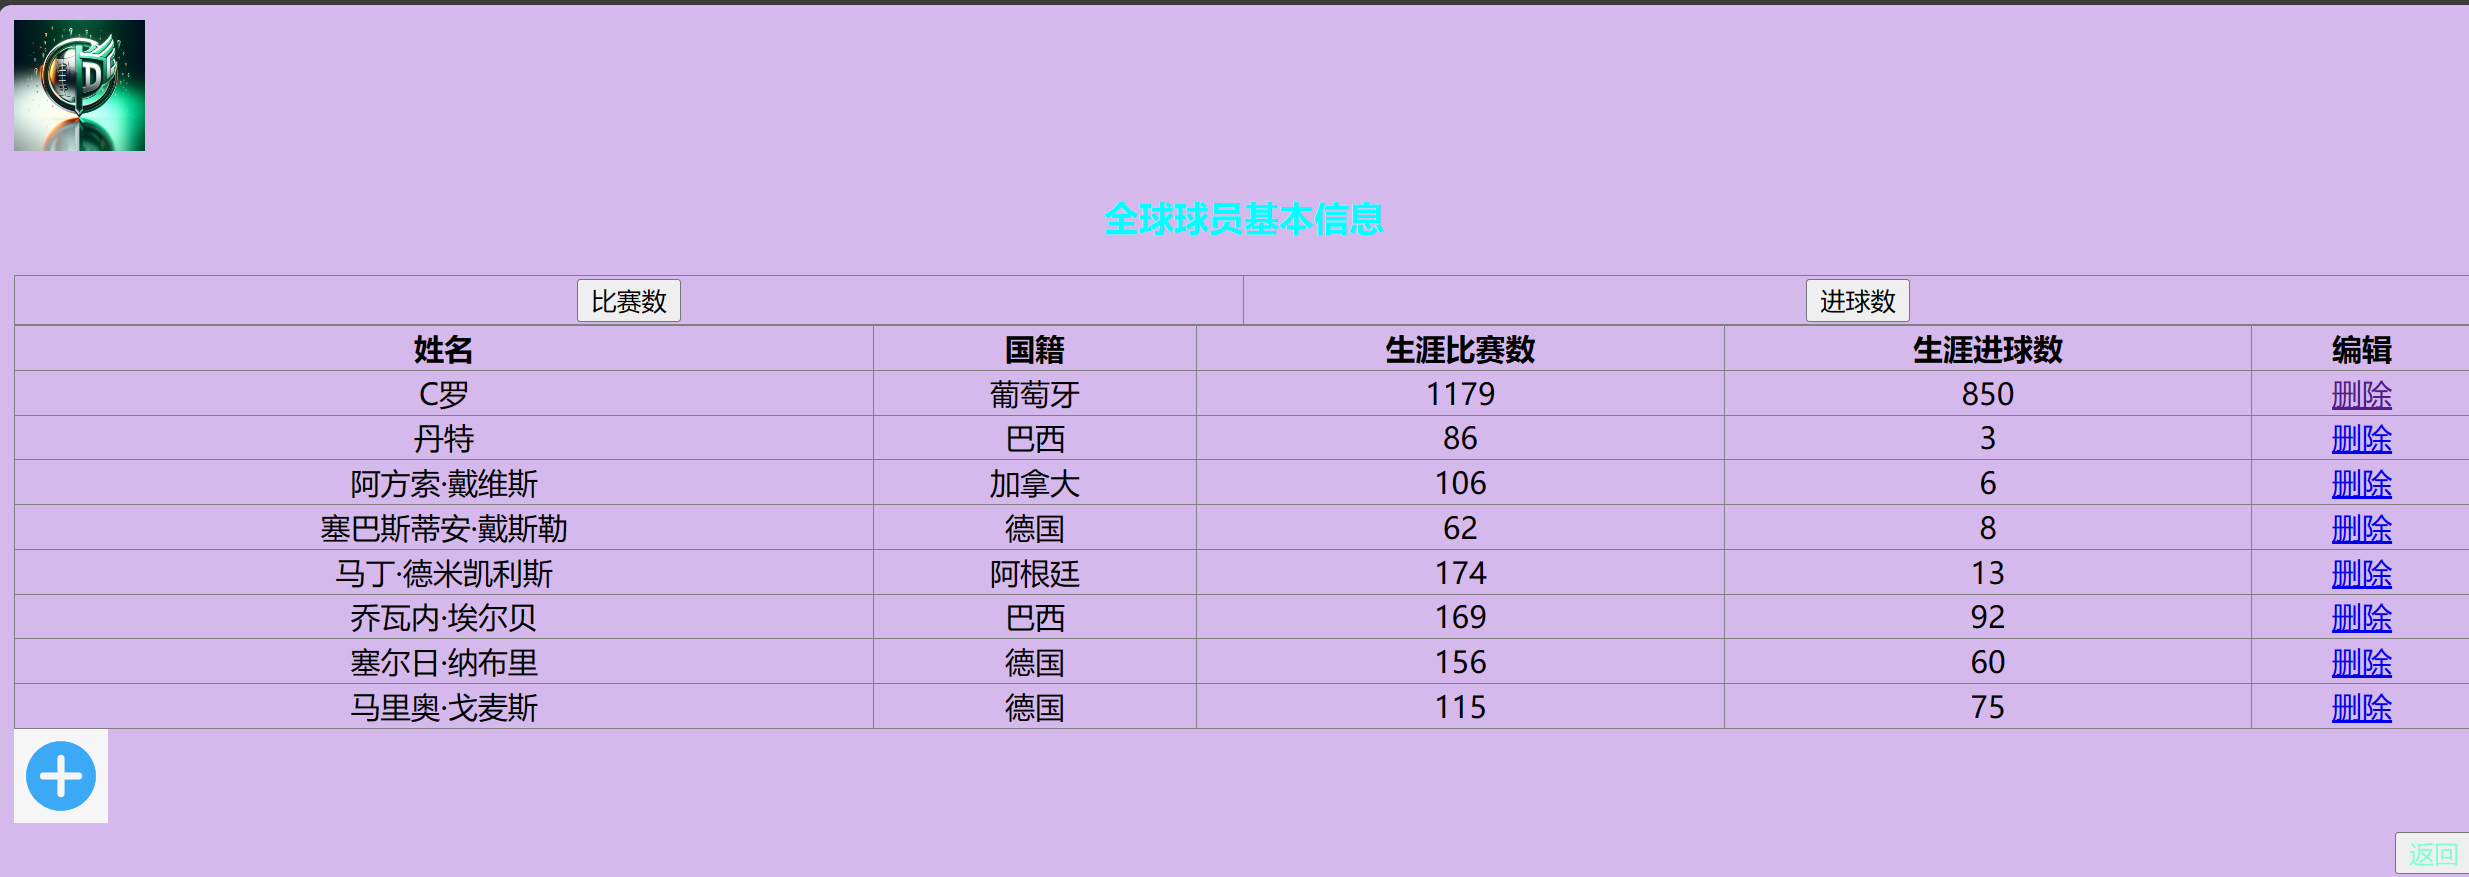 D
全球球员基本信息
比赛数 进球数
姓名 国籍 生涯比赛数 生涯进球数 编辑
C罗 葡萄牙 1179 850 删除
丹特 巴西 86 3 删除
阿方索·戴维斯 加拿大 106 6 删除
塞巴斯蒂安·戴斯勒 德国 62 8 删除
马丁·德米凯利斯 阿根廷 174 13 删除
乔瓦内·埃尔贝 巴西 169 92 删除
塞尔日·纳布里 德国 156 60 删除
马里奥·戈麦斯 德国 115 75 删除
返回